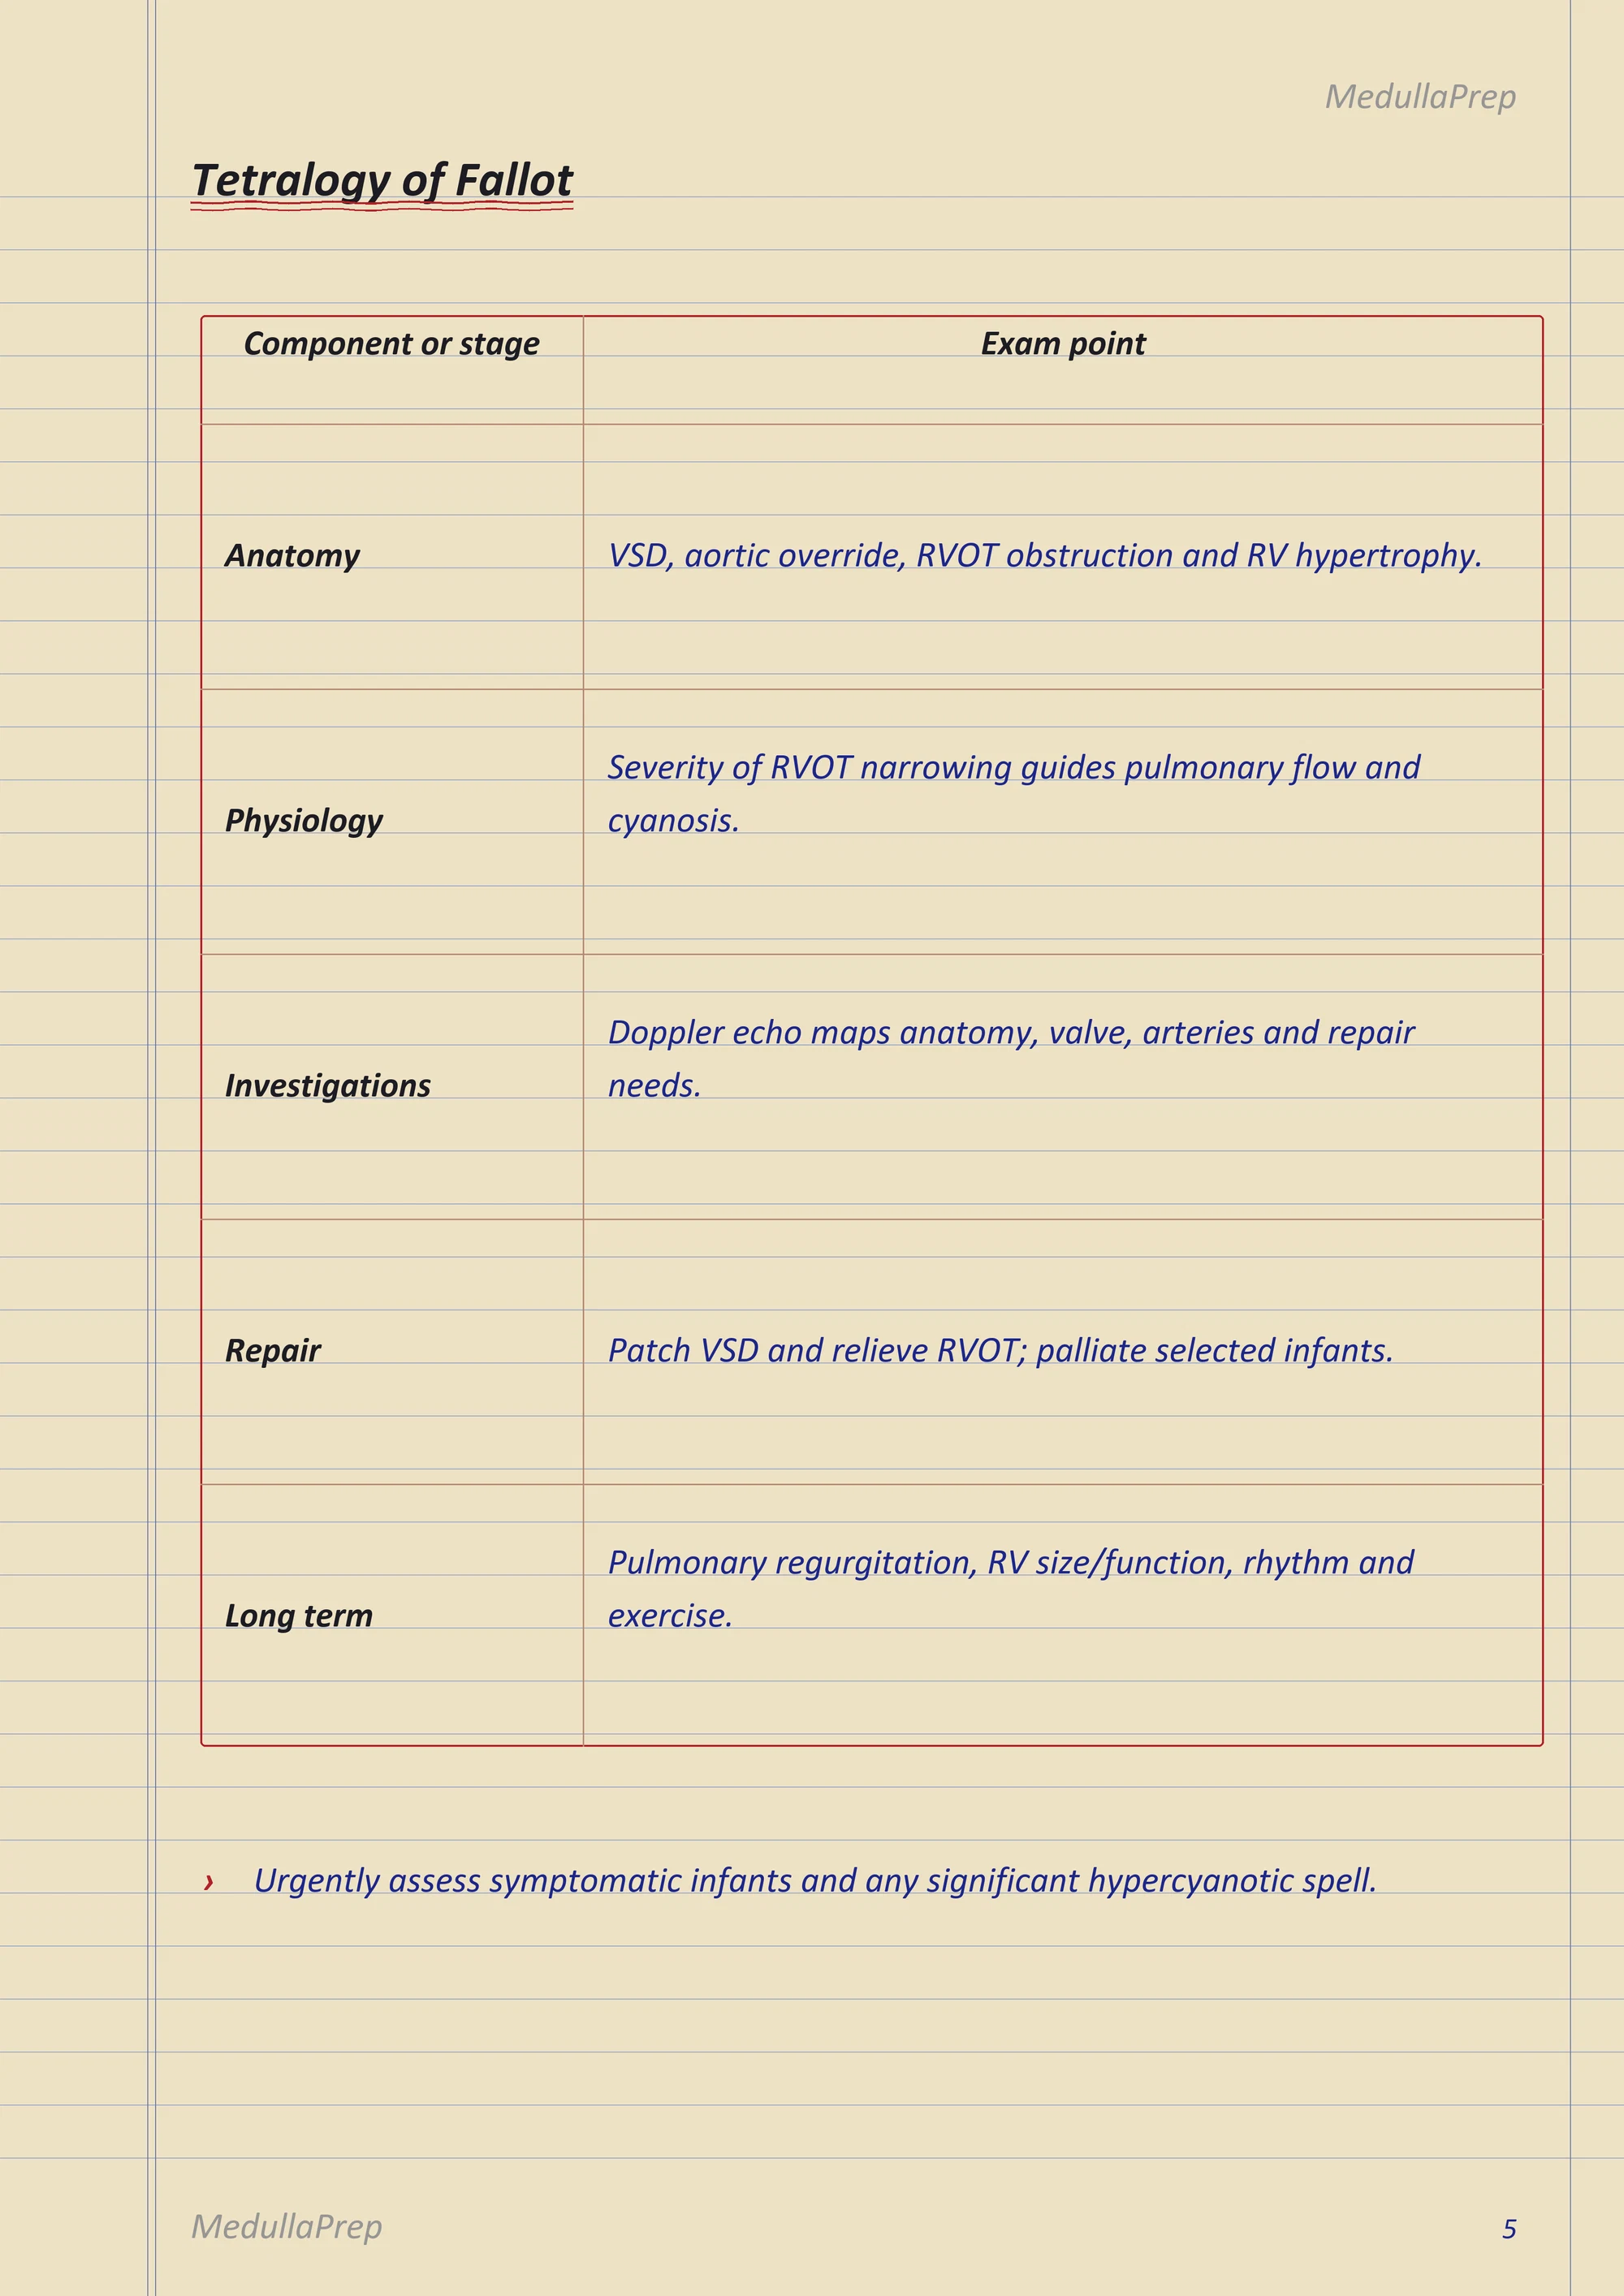 MedullaPrep
Tetralogy of Fallot
Component or stage
Exam point
Anatomy
VSD, aortic override, RVOT obstruction and RV hypertrophy.
Physiology
Severity of RVOT narrowing guides pulmonary flow and
cyanosis.
Investigations
Doppler echo maps anatomy, valve, arteries and repair
needs.
Repair
Patch VSD and relieve RVOT; palliate selected infants.
Long term
Pulmonary regurgitation, RV size/function, rhythm and
exercise.
› Urgently assess symptomatic infants and any significant hypercyanotic spell.
MedullaPrep
5